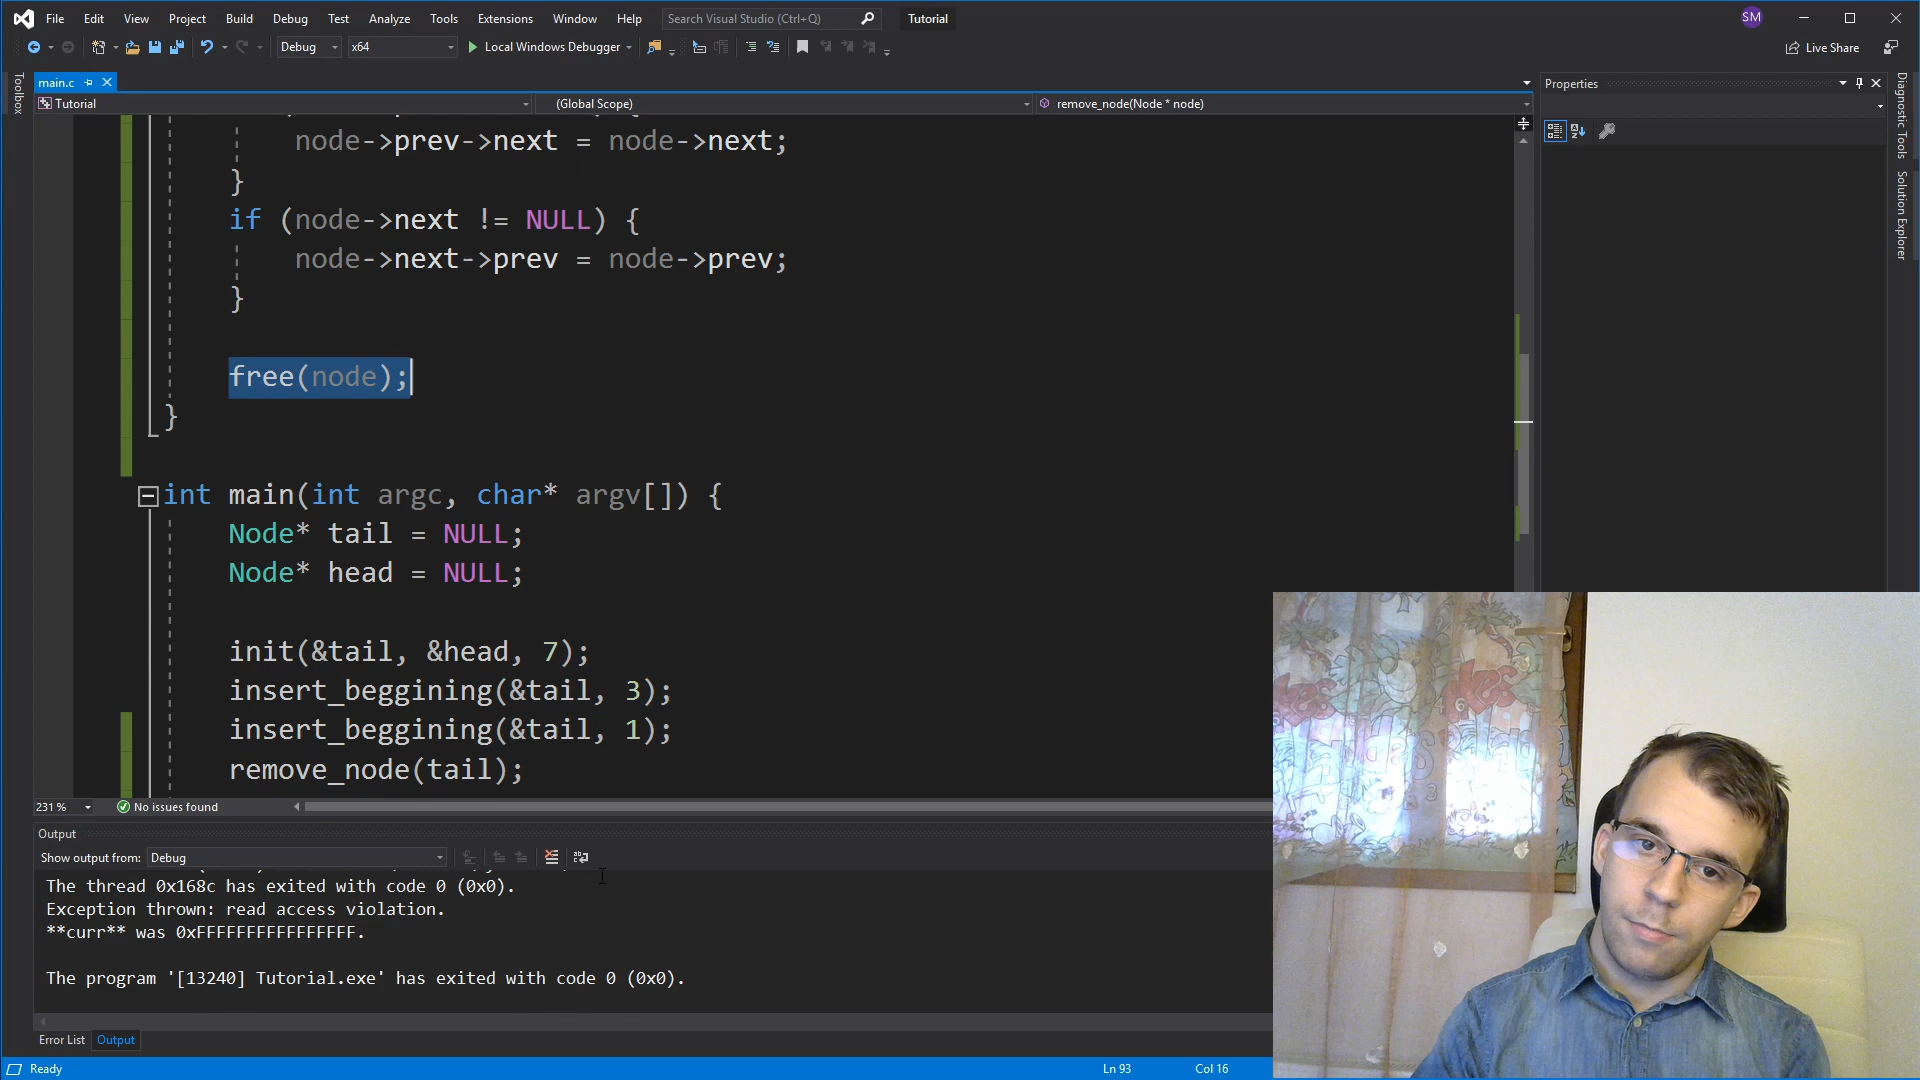 File Edit View Project Build Debug Test Analyze Tools Extensions Window Help Search Visual Studio (Ctrl+Q) Tutorial SM
Debug x64 Local Windows Debugger Live Share
Toolbox
main.c
Properties
Tutorial (Global Scope) remove_node(Node * node)
node->prev->next = node->next;
}
if (node->next != NULL) {
node->next->prev = node->prev;
}
free(node);
}
int main(int argc, char* argv[]) {
Node* tail = NULL;
Node* head = NULL;
init(&tail, &head, 7);
insert_beggining(&tail, 3);
insert_beggining(&tail, 1);
remove_node(tail);
Diagnostic Tools
Solution Explorer
231 % No issues found
Output
Show output from: Debug
The thread 0x168c has exited with code 0 (0x0).
Exception thrown: read access violation.
**curr** was 0xFFFFFFFFFFFFFFFF.
The program '[13240] Tutorial.exe' has exited with code 0 (0x0).
Error List Output
Ready Ln 93 Col 16